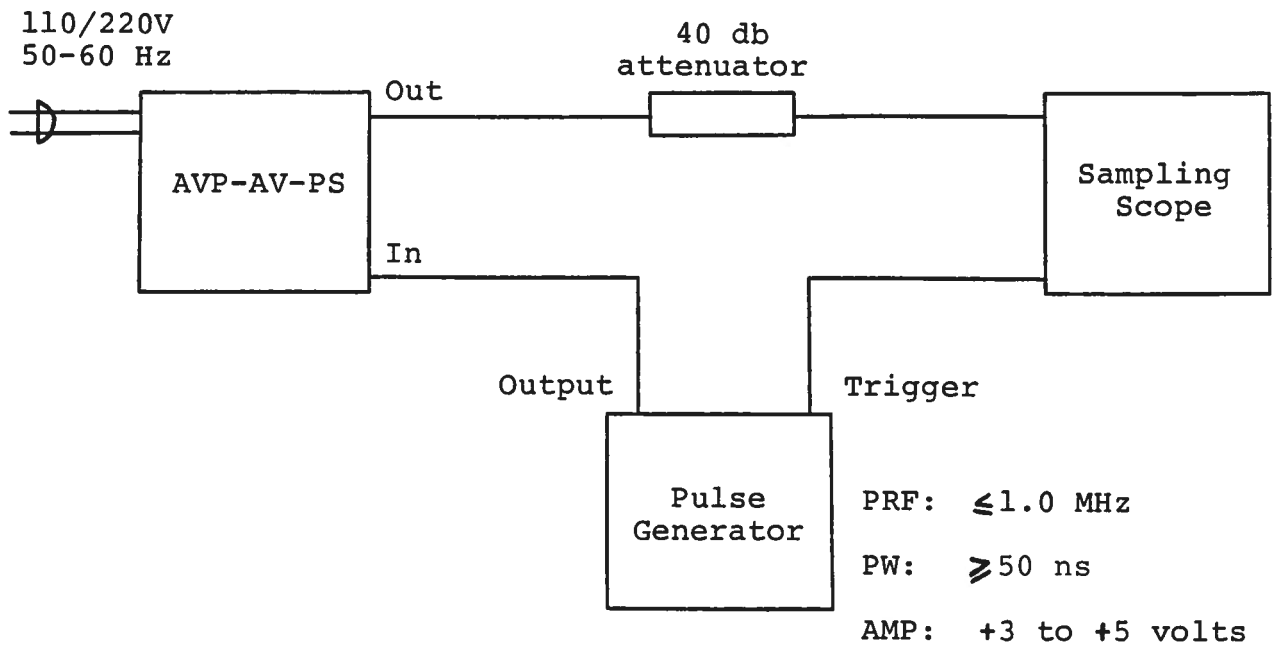 110/220V
50-60 Hz
40 db
attenuator
Out
AVP-AV-PS
Sampling
Scope
In
Output
Trigger
Pulse
Generator
PRF: ≤1.0 MHz
PW: ≥50 ns
AMP: +3 to +5 volts